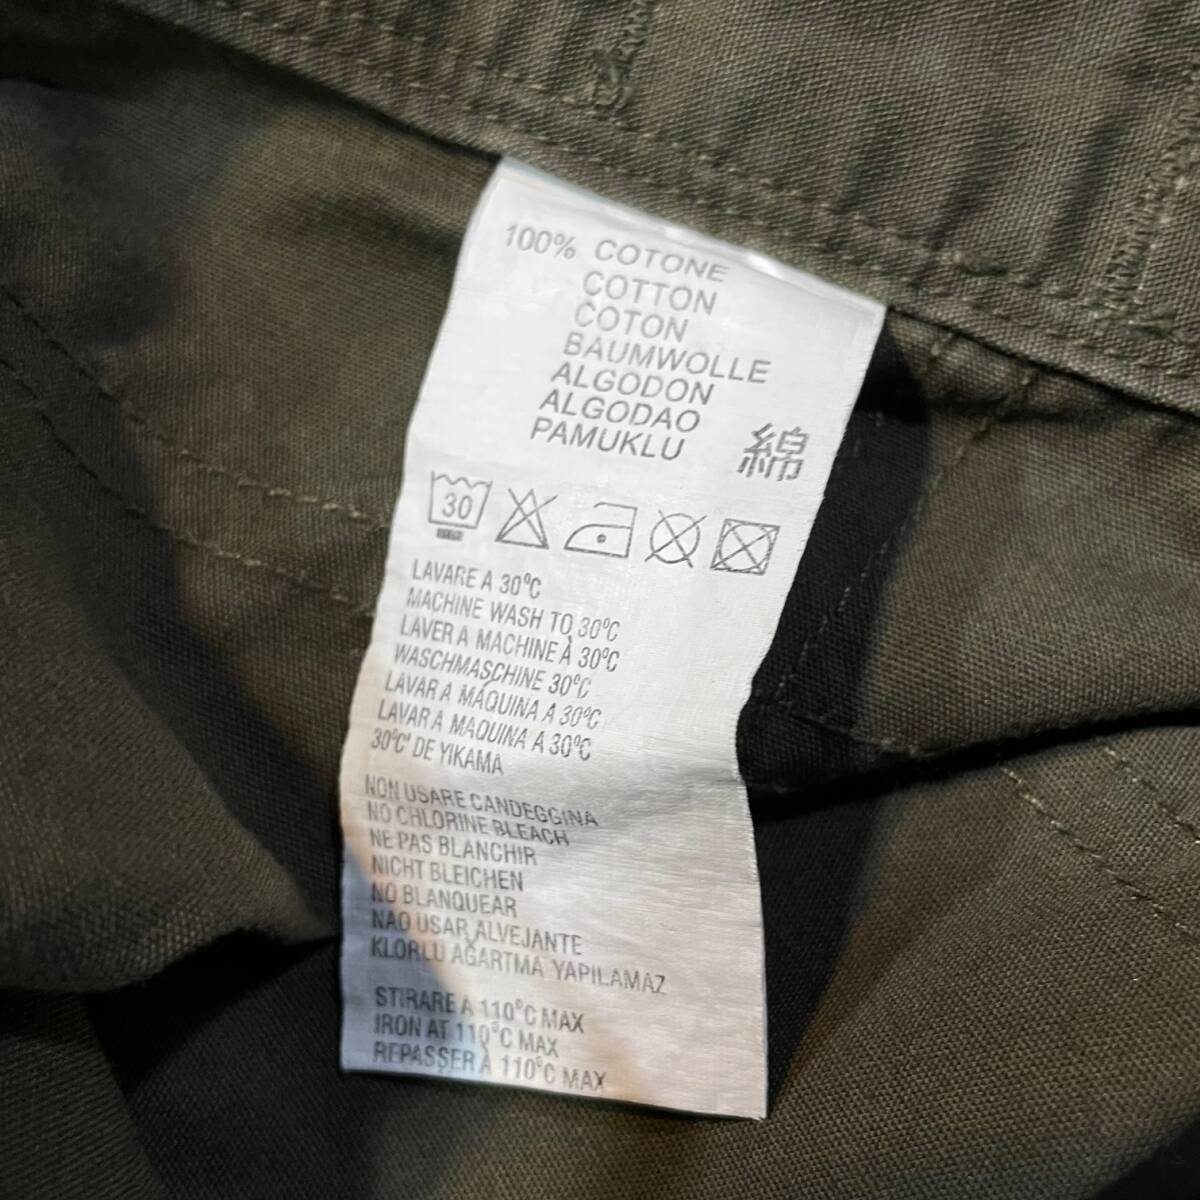 100% COTONE
COTTON
COTON
BAUMWOLLE
ALGODON
ALGODAO
PAMUKLU
綿
30
LAVARE A 30°C
MACHINE WASH TO 30°C
LAVER A MACHINE À 30°C
WASCHMASCHINE 30°C
LAVAR A MÁQUINA A 30°C
LAVAR A MAQUINA A 30°C
30°C' DE YIKAMA
NON USARE CANDEGGINA
NO CHLORINE BLEACH
NE PAS BLANCHIR
NICHT BLEICHEN
NO BLANQUEAR
NAO USAR ALVEJANTE
KLORLU AĞARTMA YAPILAMAZ
STIRARE A 110°C MAX
IRON AT 110°C MAX
REPASSER À 110°C MAX